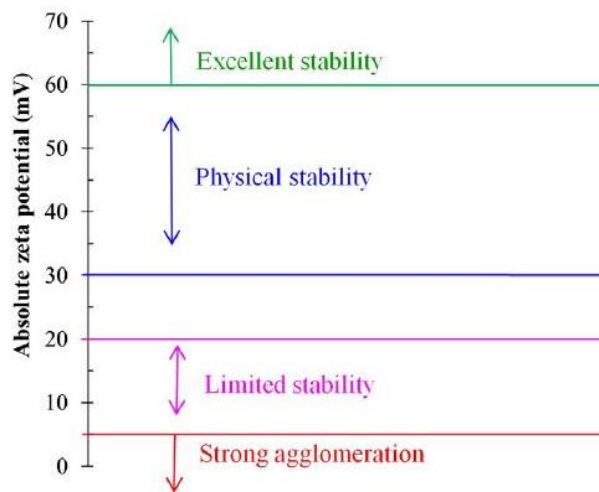 70
Excellent stability
60
50
Physical stability
40
30
20
Limited stability
10
Strong agglomeration
0
Absolute zeta potential (mV)